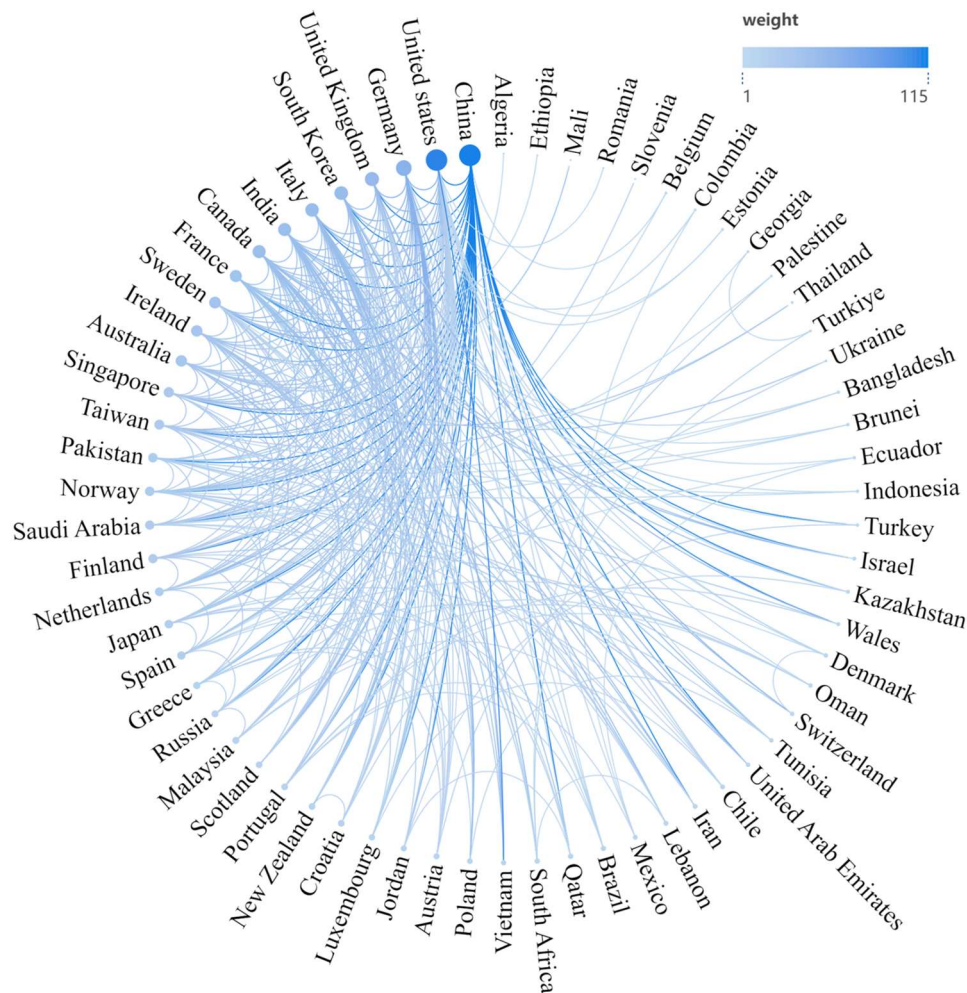 weight
1
115
China
Algeria
Ethiopia
Mali
Romania
Slovenia
Belgium
Colombia
Estonia
Georgia
Palestine
Thailand
Turkiye
Ukraine
Bangladesh
Brunei
Ecuador
Indonesia
Turkey
Israel
Kazakhstan
Wales
Denmark
Oman
Switzerland
Tunisia
United Arab Emirates
Chile
Iran
Lebanon
Mexico
Brazil
Qatar
South Africa
Vietnam
Poland
Austria
Jordan
Luxembourg
Croatia
New Zealand
Portugal
Scotland
Malaysia
Russia
Greece
Spain
Japan
Netherlands
Finland
Saudi Arabia
Norway
Pakistan
Taiwan
Singapore
Australia
Ireland
Sweden
France
Canada
India
Italy
South Korea
United Kingdom
Germany
United states